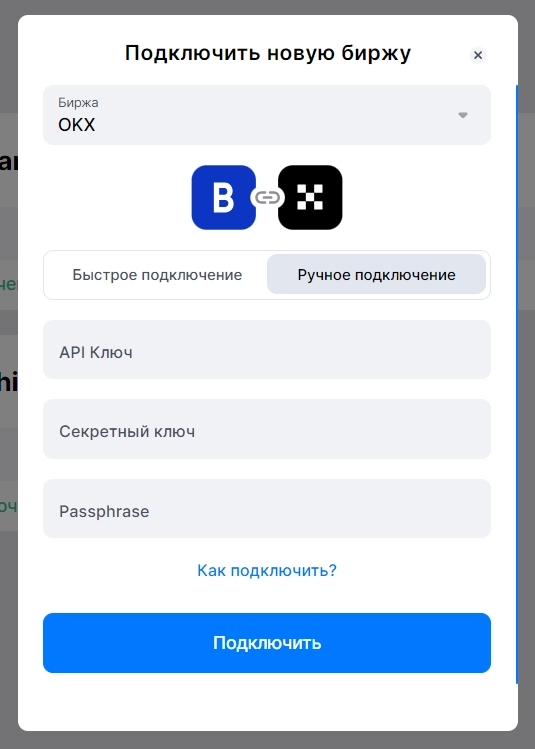 Подключить новую биржу
Биржа
OKX
B
Быстрое подключение
Ручное подключение
API Ключ
Секретный ключ
Passphrase
Как подключить?
Подключить